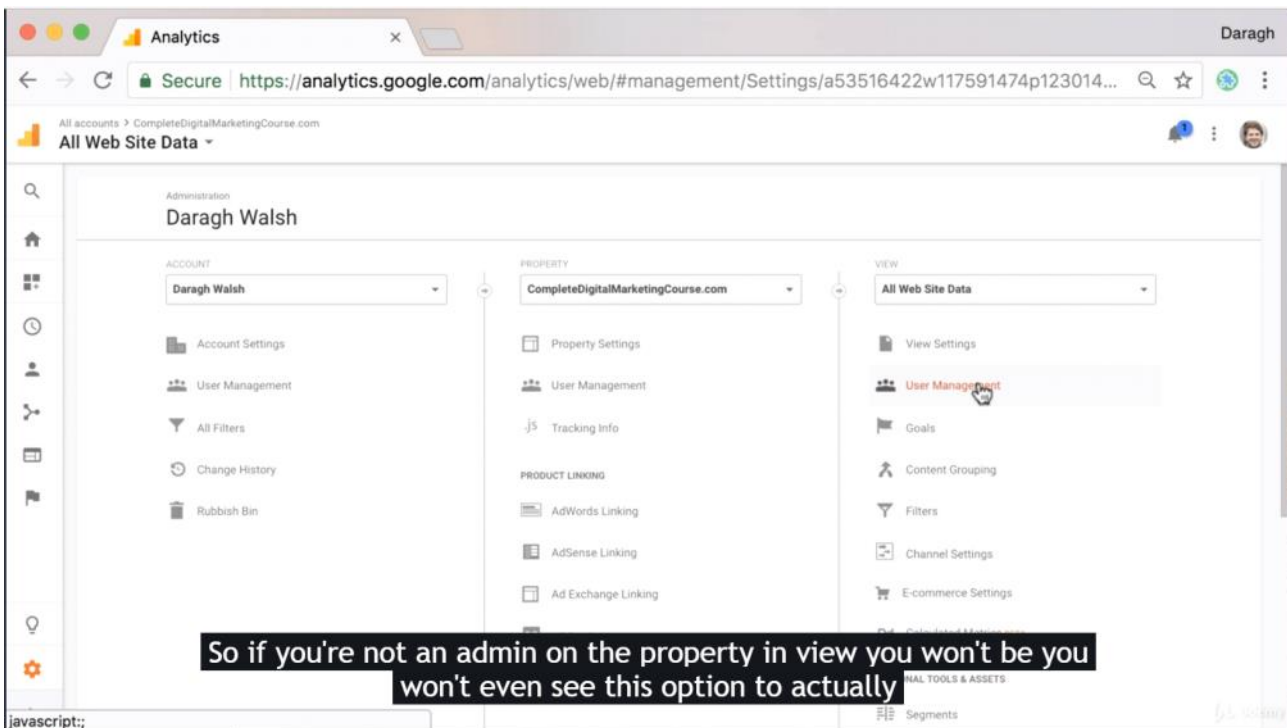 Analytics
Daragh
Secure https://analytics.google.com/analytics/web/#management/Settings/a53516422w117591474p123014...
All accounts > CompleteDigitalMarketingCourse.com
All Web Site Data
1
Administration
Daragh Walsh
ACCOUNT
Daragh Walsh
Account Settings
User Management
All Filters
Change History
Rubbish Bin
PROPERTY
CompleteDigitalMarketingCourse.com
Property Settings
User Management
.js Tracking Info
PRODUCT LINKING
AdWords Linking
AdSense Linking
Ad Exchange Linking
VIEW
All Web Site Data
View Settings
User Management
Goals
Content Grouping
Filters
Channel Settings
E-commerce Settings
NAL TOOLS & ASSETS
Segments
So if you're not an admin on the property in view you won't be you
won't even see this option to actually
javascript:;